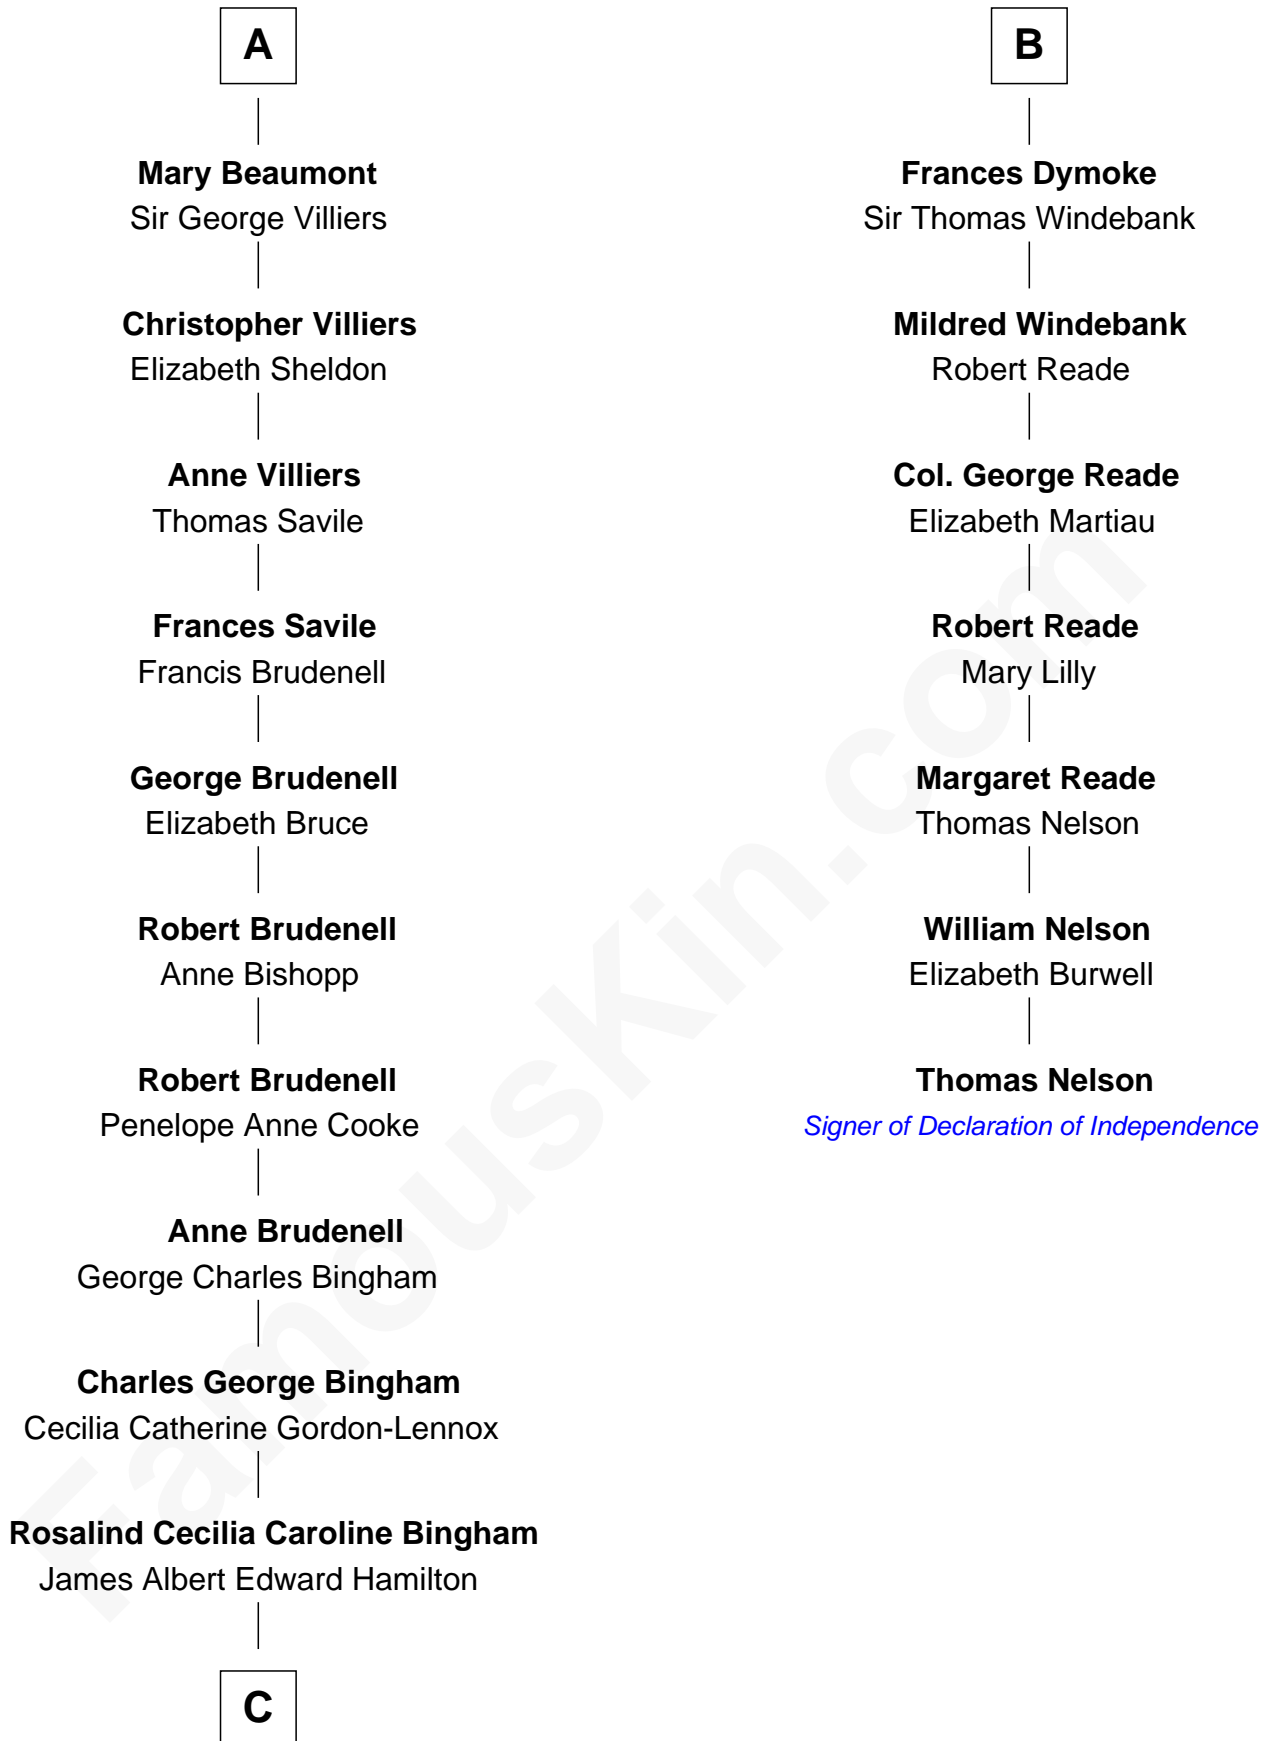 A
Mary Beaumont
Sir George Villiers
Christopher Villiers
Elizabeth Sheldon
Anne Villiers
Thomas Savile
Frances Savile
Francis Brudenell
George Brudenell
Elizabeth Bruce
Robert Brudenell
Anne Bishopp
Robert Brudenell
Penelope Anne Cooke
Anne Brudenell
George Charles Bingham
Charles George Bingham
Cecilia Catherine Gordon-Lennox
Rosalind Cecilia Caroline Bingham
James Albert Edward Hamilton
C
B
Frances Dymoke
Sir Thomas Windebank
Mildred Windebank
Robert Reade
Col. George Reade
Elizabeth Martiau
Robert Reade
Mary Lilly
Margaret Reade
Thomas Nelson
William Nelson
Elizabeth Burwell
Thomas Nelson
Signer of Declaration of Independence
FamousKin.com